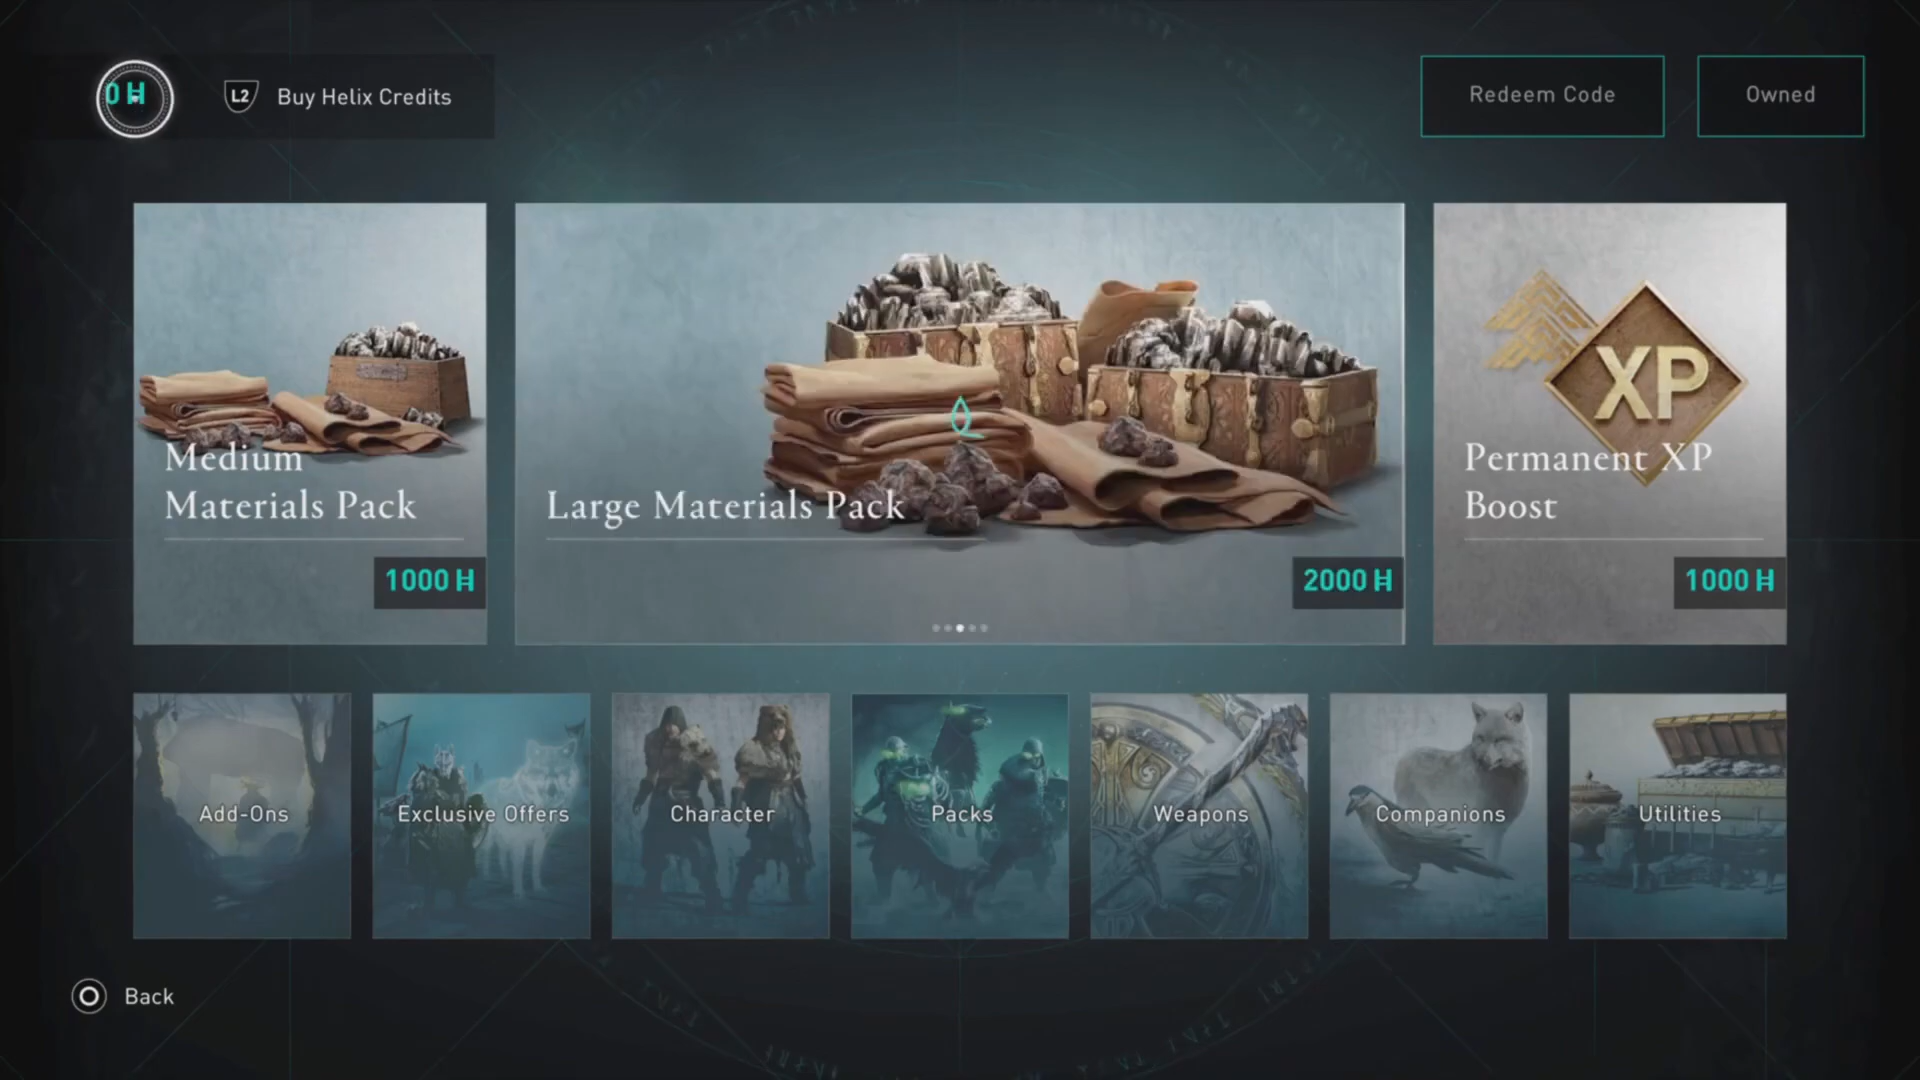 0 H
L2 Buy Helix Credits
Redeem Code
Owned
Medium
Materials Pack
1000 H
Large Materials Pack
2000 H
XP
Permanent XP
Boost
1000 H
Add-Ons
Exclusive Offers
Character
Packs
Weapons
Companions
Utilities
Back